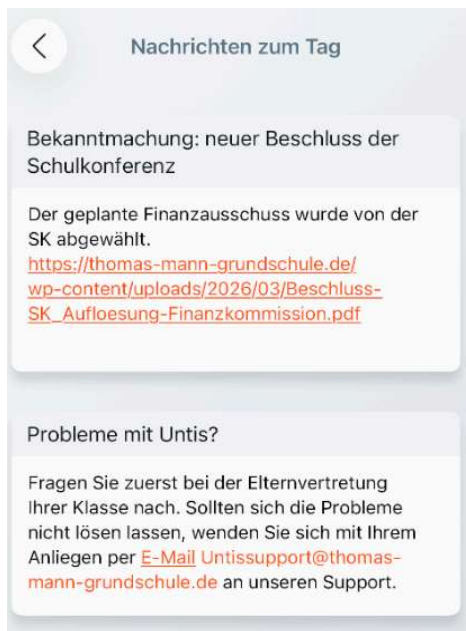 Nachrichten zum Tag
Bekanntmachung: neuer Beschluss der
Schulkonferenz
Der geplante Finanzausschuss wurde von der
SK abgewählt.
https://thomas-mann-grundschule.de/
wp-content/uploads/2026/03/Beschluss-
SK_Aufloesung-Finanzkommission.pdf
Probleme mit Untis?
Fragen Sie zuerst bei der Elternvertretung
Ihrer Klasse nach. Sollten sich die Probleme
nicht lösen lassen, wenden Sie sich mit Ihrem
Anliegen per E-Mail Untissupport@thomas-
mann-grundschule.de an unseren Support.